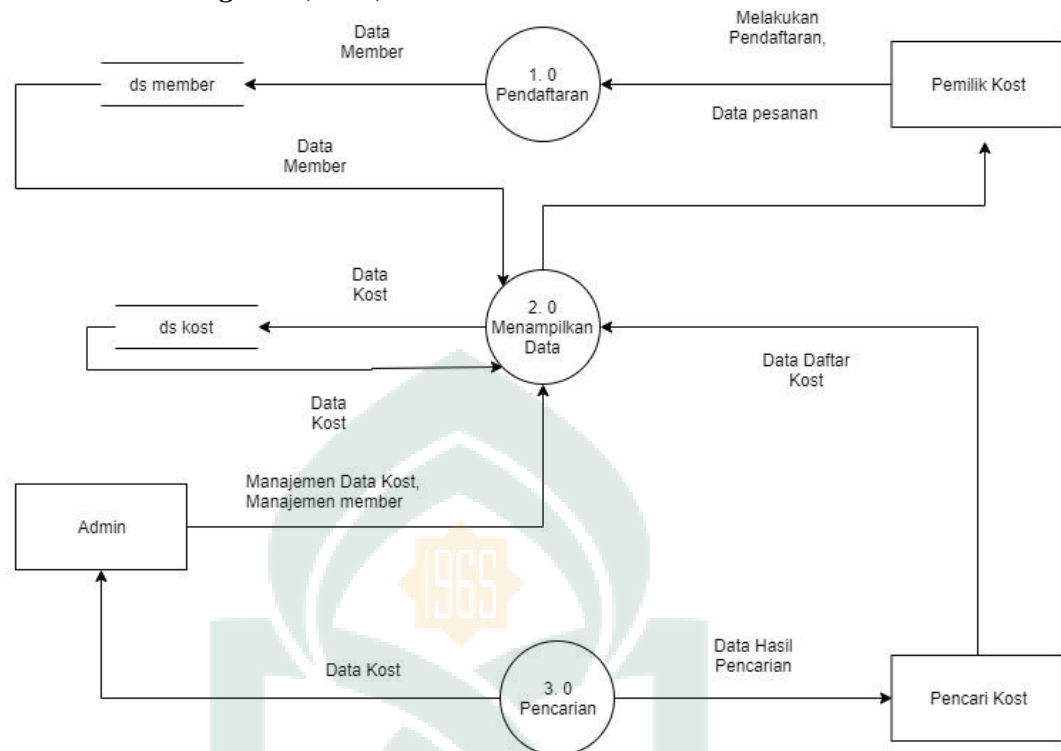 Data
Member
Melakukan
Pendaftaran,
ds member
1. 0
Pendaftaran
Pemilik Kost
Data pesanan
Data
Member
Data
Kost
ds kost
2. 0
Menampilkan
Data
Data Daftar
Kost
Data
Kost
Manajemen Data Kost,
Manajemen member
Admin
1965
Data Hasil
Pencarian
Data Kost
3. 0
Pencarian
Pencari Kost